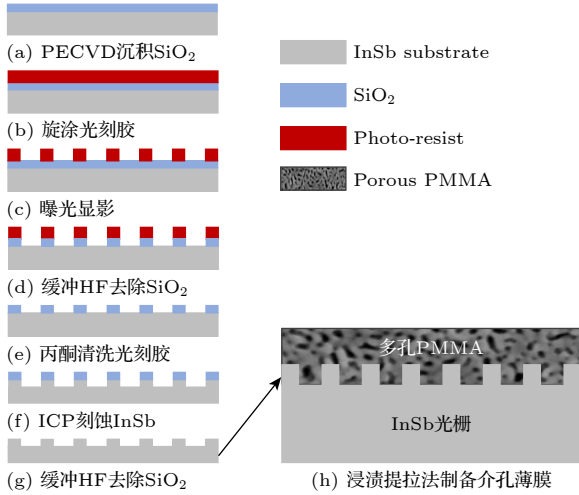 (a) PECVD沉积SiO₂
(b) 旋涂光刻胶
(c) 曝光显影
(d) 缓冲HF去除SiO₂
(e) 丙酮清洗光刻胶
(f) ICP刻蚀InSb
(g) 缓冲HF去除SiO₂
InSb substrate
SiO₂
Photo-resist
Porous PMMA
多孔PMMA
InSb光栅
(h) 浸渍提拉法制备介孔薄膜